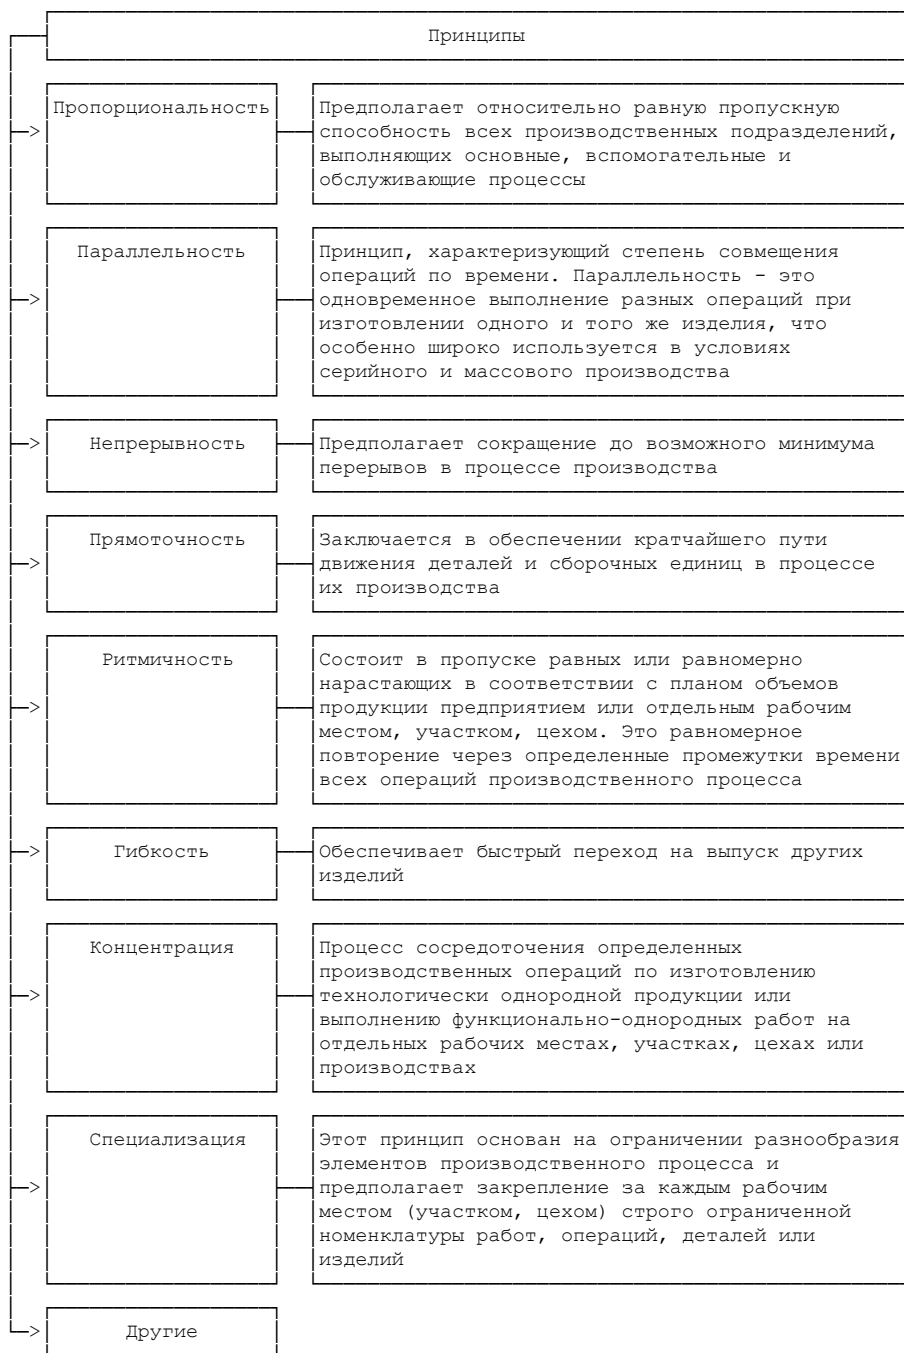 Принципы
Пропорциональность
Предполагает относительно равную пропускную
способность всех производственных подразделений,
выполняющих основные, вспомогательные и
обслуживающие процессы
Параллельность
Принцип, характеризующий степень совмещения
операций по времени. Параллельность - это
одновременное выполнение разных операций при
изготовлении одного и того же изделия, что
особенно широко используется в условиях
серийного и массового производства
Непрерывность
Предполагает сокращение до возможного минимума
перерывов в процессе производства
Прямоточность
Заключается в обеспечении кратчайшего пути
движения деталей и сборочных единиц в процессе
их производства
Ритмичность
Состоит в пропуске равных или равномерно
нарастающих в соответствии с планом объемов
продукции предприятием или отдельным рабочим
местом, участком, цехом. Это равномерное
повторение через определенные промежутки времени
всех операций производственного процесса
Гибкость
Обеспечивает быстрый переход на выпуск других
изделий
Концентрация
Процесс сосредоточения определенных
производственных операций по изготовлению
технологически однородной продукции или
выполнению функционально-однородных работ на
отдельных рабочих местах, участках, цехах или
производствах
Специализация
Этот принцип основан на ограничении разнообразия
элементов производственного процесса и
предполагает закрепление за каждым рабочим
местом (участком, цехом) строго ограниченной
номенклатуры работ, операций, деталей или
изделий
Другие